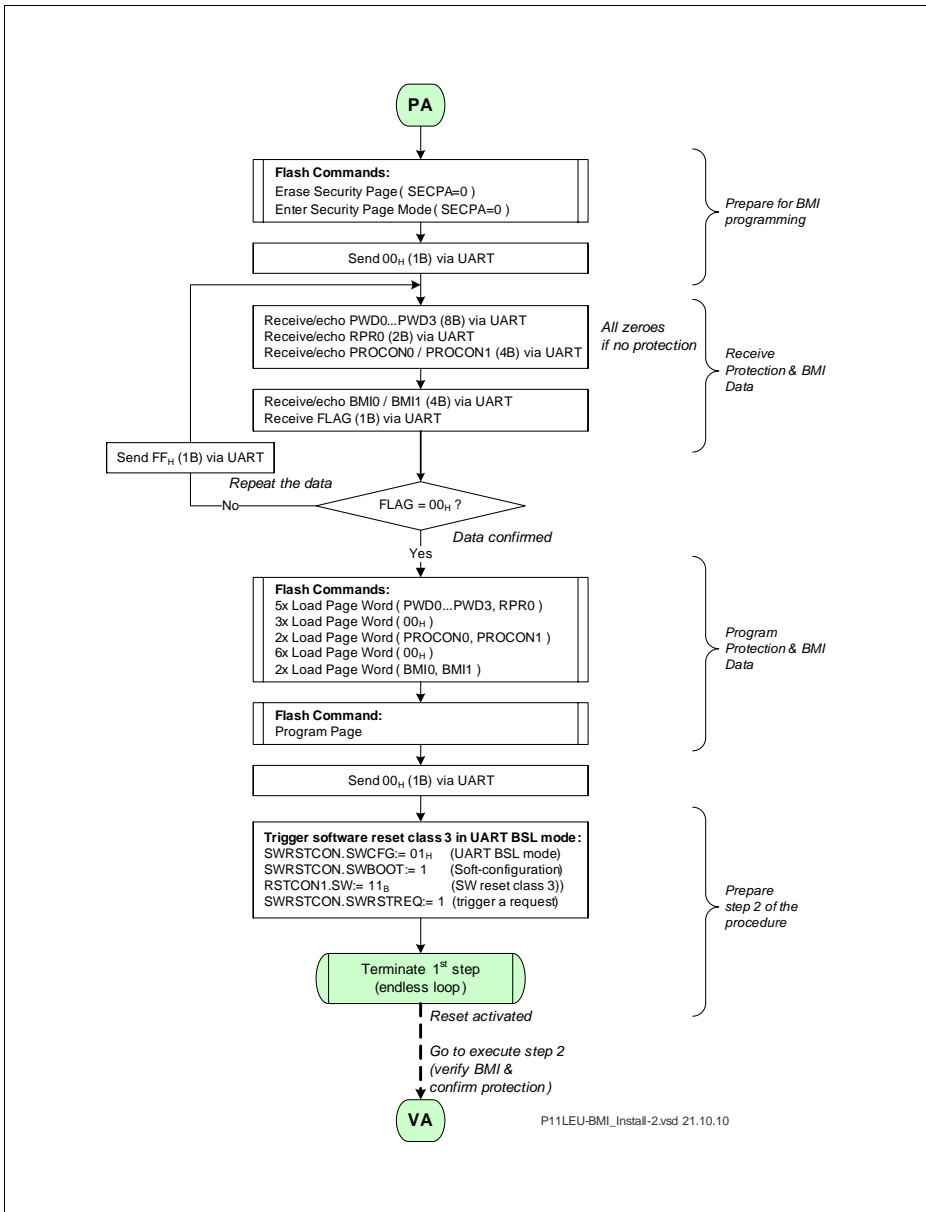 PA
Flash Commands:
Erase Security Page ( SECPA=0 )
Enter Security Page Mode ( SECPA=0 )
Prepare for BMI
programming
Send 00H (1B) via UART
Receive/echo PWD0...PWD3 (8B) via UART
Receive/echo RPR0 (2B) via UART
Receive/echo PROCON0 / PROCON1 (4B) via UART
All zeroes
if no protection
Receive
Protection & BMI
Data
Receive/echo BMI0 / BMI1 (4B) via UART
Receive FLAG (1B) via UART
Send FFH (1B) via UART
Repeat the data
No
FLAG = 00H ?
Data confirmed
Yes
Flash Commands:
5x Load Page Word ( PWD0...PWD3, RPR0 )
3x Load Page Word ( 00H )
2x Load Page Word ( PROCON0, PROCON1 )
6x Load Page Word ( 00H )
2x Load Page Word ( BMI0, BMI1 )
Program
Protection & BMI
Data
Flash Command:
Program Page
Send 00H (1B) via UART
Trigger software reset class 3 in UART BSL mode:
SWRSTCON.SWCFG:= 01H (UART BSL mode)
SWRSTCON.SWBOOT:= 1 (Soft-configuration)
RSTCON1.SW:= 11B (SW reset class 3))
SWRSTCON.SWRSTREQ:= 1 (trigger a request)
Prepare
step 2 of the
procedure
Terminate 1st step
(endless loop)
Reset activated
Go to execute step 2
(verify BMI &
confirm protection)
VA
P11LEU-BMI_Install-2.vsd 21.10.10